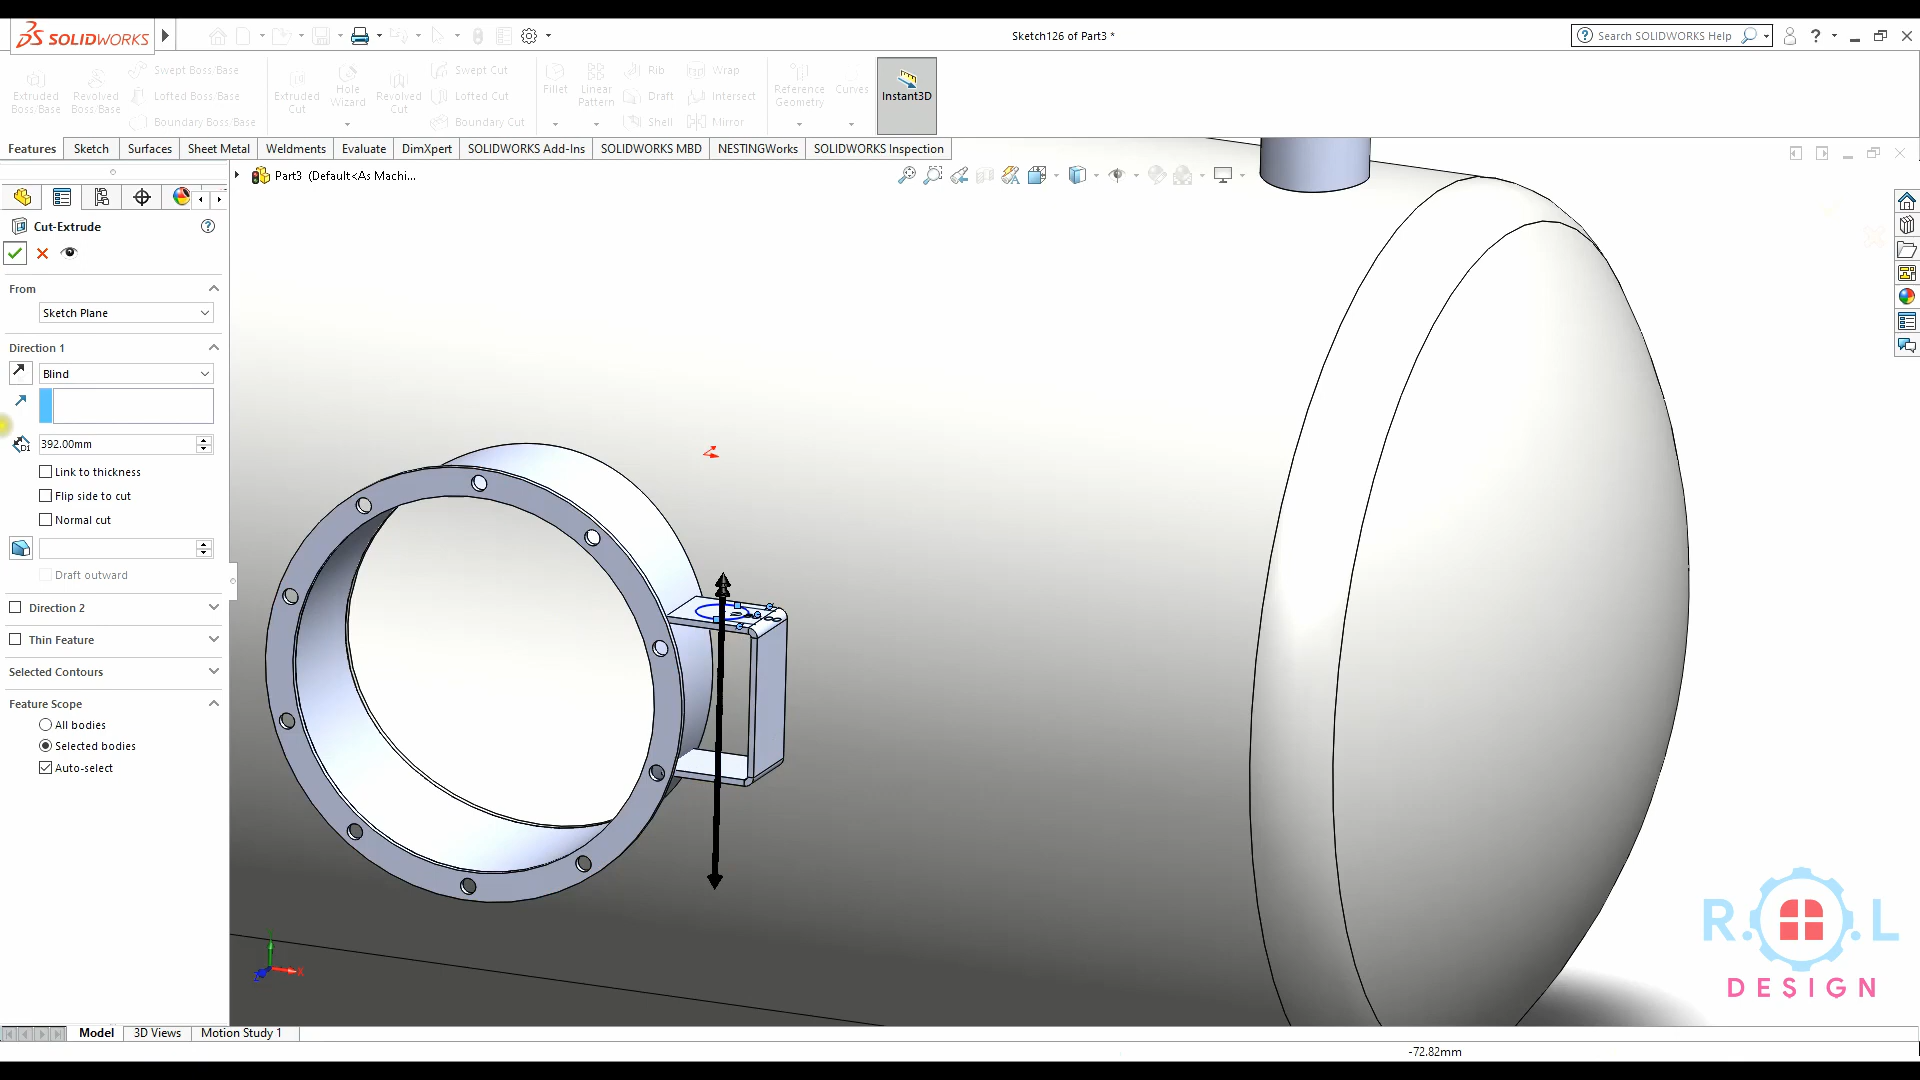 SOLIDWORKS
Sketch126 of Part3 *
Search SOLIDWORKS Help
?
Extruded Boss/Base
Revolved Boss/Base
Swept Boss/Base
Lofted Boss/Base
Boundary Boss/Base
Extruded Cut
Hole Wizard
Revolved Cut
Swept Cut
Lofted Cut
Boundary Cut
Fillet
Linear Pattern
Rib
Draft
Shell
Wrap
Intersect
Mirror
Reference Geometry
Curves
Instant3D
Features
Sketch
Surfaces
Sheet Metal
Weldments
Evaluate
DimXpert
SOLIDWORKS Add-Ins
SOLIDWORKS MBD
NESTINGWorks
SOLIDWORKS Inspection
Part3 (Default<As Machi...
Cut-Extrude
From
Sketch Plane
Direction 1
Blind
392.00mm
Link to thickness
Flip side to cut
Normal cut
Draft outward
Direction 2
Thin Feature
Selected Contours
Feature Scope
All bodies
Selected bodies
Auto-select
X
Z
R. .L
DESIGN
Model
3D Views
Motion Study 1
-72.82mm